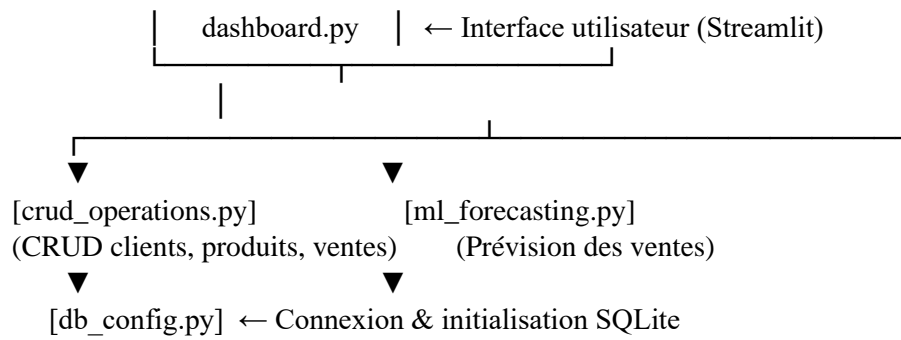 dashboard.py ← Interface utilisateur (Streamlit)
▼ ▼
[crud_operations.py] [ml_forecasting.py]
(CRUD clients, produits, ventes) (Prévision des ventes)
▼ ▼
[db_config.py] ← Connexion & initialisation SQLite